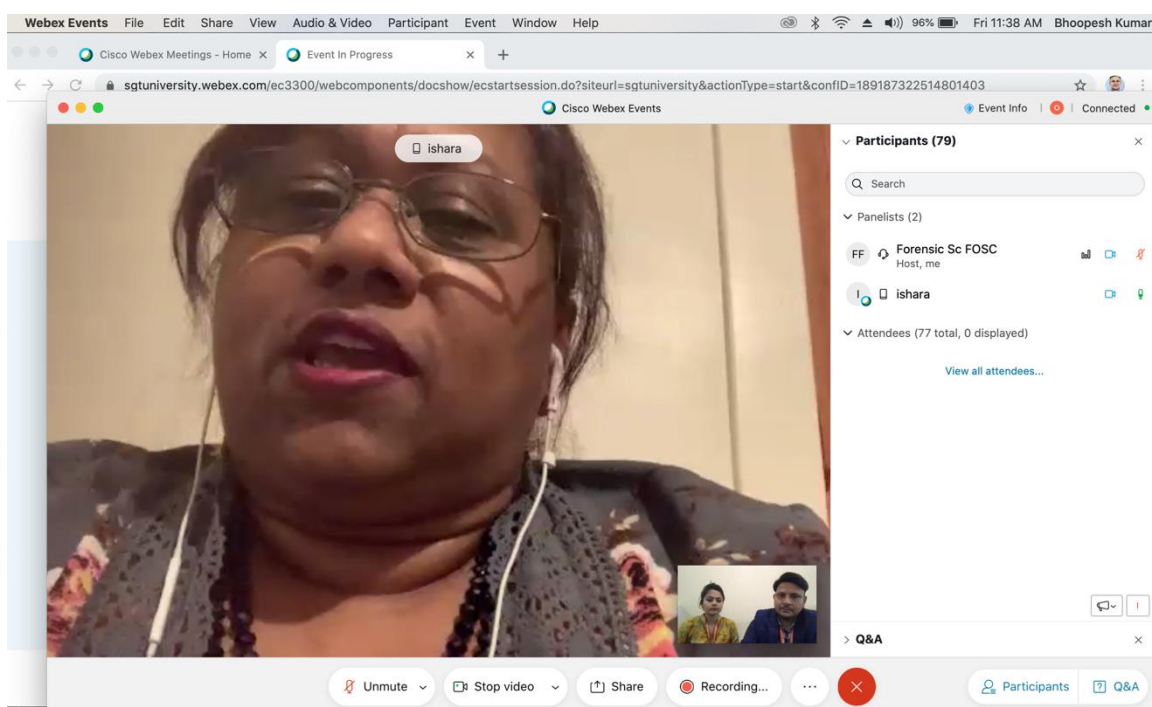 Webex Events File Edit Share View Audio & Video Participant Event Window Help 96% Fri 11:38 AM Bhoopesh Kumar
Cisco Webex Meetings - Home Event In Progress
sgtuniversity.webex.com/ec3300/webcomponents/docshow/ecstartsession.do?siteurl=sgtuniversity&actionType=start&confID=189187322514801403
Cisco Webex Events Event Info Connected
ishara
Participants (79)
Search
Panelists (2)
FF Forensic Sc FOSC
Host, me
I ishara
Attendees (77 total, 0 displayed)
View all attendees...
Q&A
Unmute Stop video Share Recording... Participants Q&A